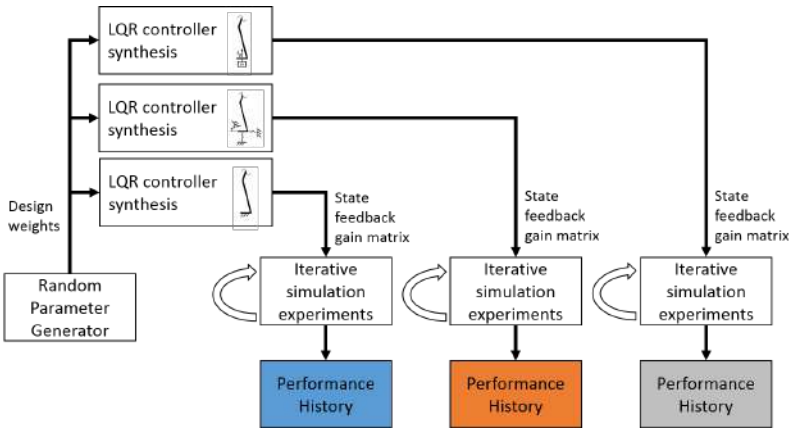 LQR controller
synthesis
LQR controller
synthesis
LQR controller
synthesis
Design
weights
State
feedback
gain matrix
State
feedback
gain matrix
State
feedback
gain matrix
Random
Parameter
Generator
Iterative
simulation
experiments
Iterative
simulation
experiments
Iterative
simulation
experiments
Performance
History
Performance
History
Performance
History